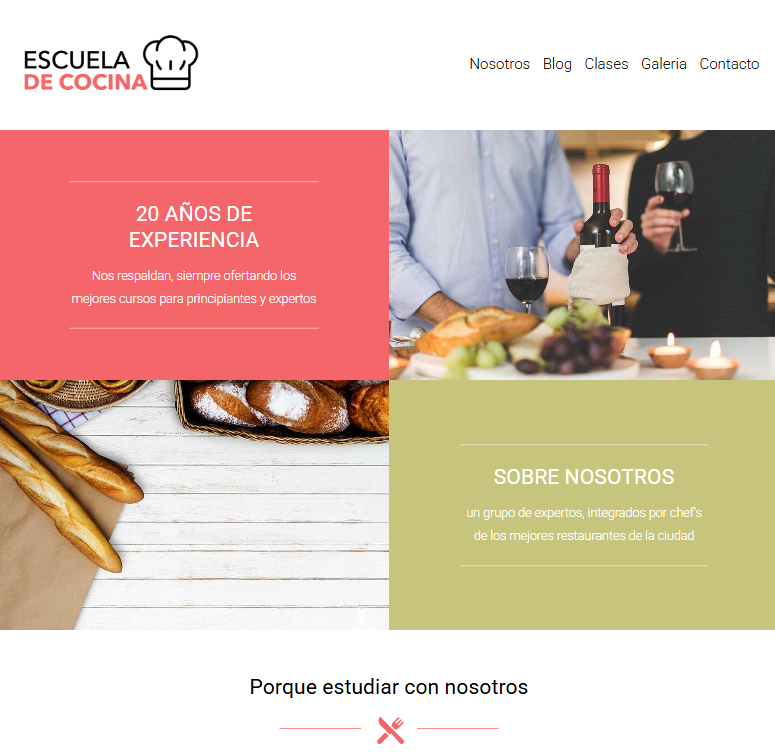 ESCUELA
DE COCINA
Nosotros Blog Clases Galeria Contacto
20 AÑOS DE
EXPERIENCIA
Nos respaldan, siempre ofertando los
mejores cursos para principiantes y expertos
SOBRE NOSOTROS
un grupo de expertos, integrados por chef's
de los mejores restaurantes de la ciudad
Porque estudiar con nosotros